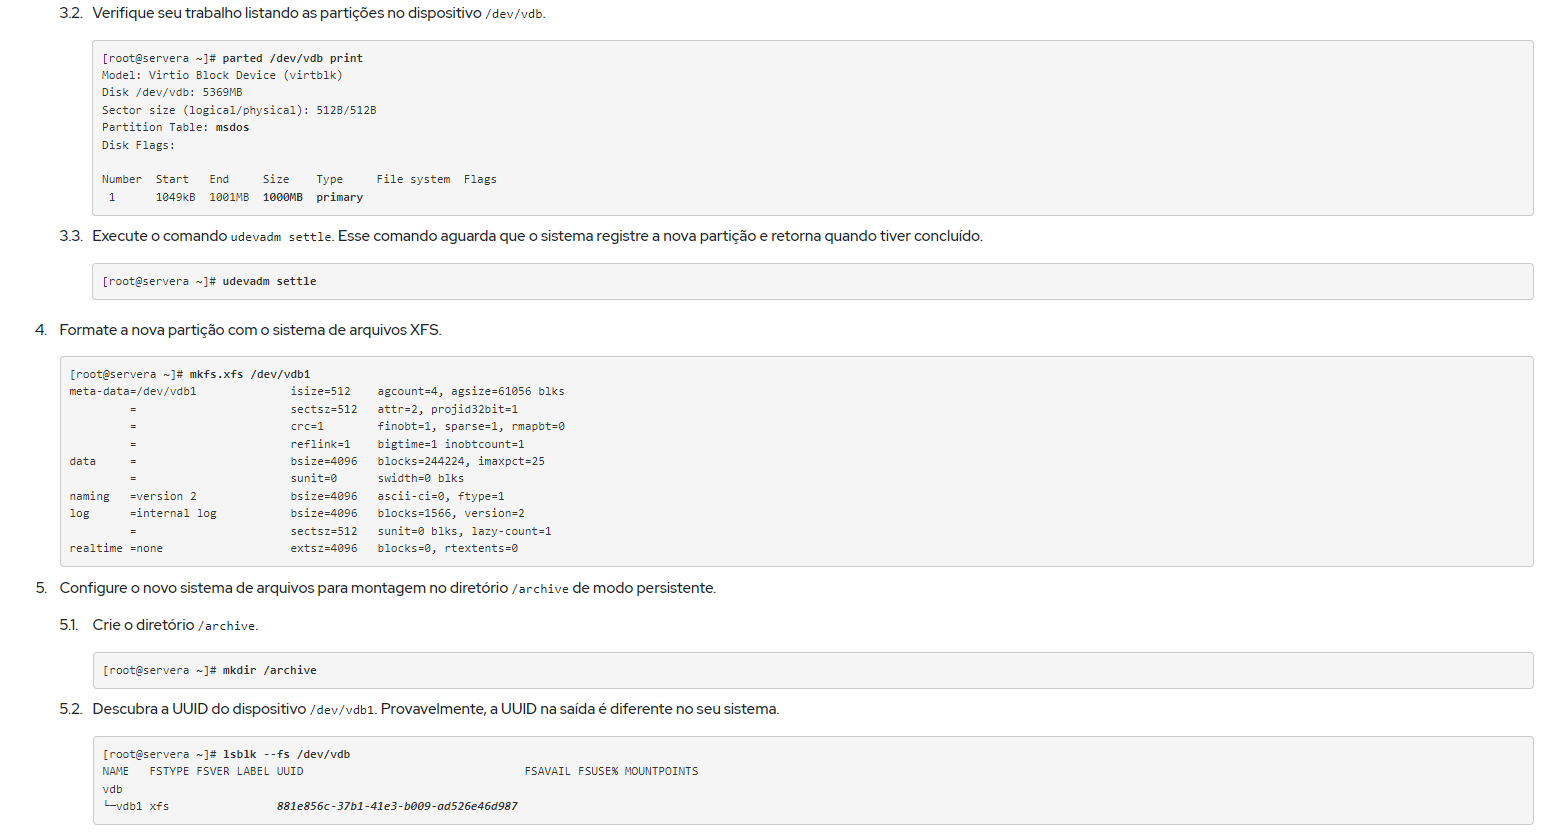 3.2. Verifique seu trabalho listando as partições no dispositivo /dev/vdb.
[root@servera ~]# parted /dev/vdb print
Model: Virtio Block Device (virtblk)
Disk /dev/vdb: 5369MB
Sector size (logical/physical): 512B/512B
Partition Table: msdos
Disk Flags:
Number  Start   End     Size    Type     File system  Flags
 1      1049kB  1001MB  1000MB  primary
3.3. Execute o comando udevadm settle. Esse comando aguarda que o sistema registre a nova partição e retorna quando tiver concluído.
[root@servera ~]# udevadm settle
4. Formate a nova partição com o sistema de arquivos XFS.
[root@servera ~]# mkfs.xfs /dev/vdb1
meta-data=/dev/vdb1              isize=512    agcount=4, agsize=61056 blks
         =                       sectsz=512   attr=2, projid32bit=1
         =                       crc=1        finobt=1, sparse=1, rmapbt=0
         =                       reflink=1    bigtime=1 inobtcount=1
data     =                       bsize=4096   blocks=244224, imaxpct=25
         =                       sunit=0      swidth=0 blks
naming   =version 2              bsize=4096   ascii-ci=0, ftype=1
log      =internal log           bsize=4096   blocks=1566, version=2
         =                       sectsz=512   sunit=0 blks, lazy-count=1
realtime =none                   extsz=4096   blocks=0, rtextents=0
5. Configure o novo sistema de arquivos para montagem no diretório /archive de modo persistente.
5.1. Crie o diretório /archive.
[root@servera ~]# mkdir /archive
5.2. Descubra a UUID do dispositivo /dev/vdb1. Provavelmente, a UUID na saída é diferente no seu sistema.
[root@servera ~]# lsblk --fs /dev/vdb
NAME   FSTYPE FSVER LABEL UUID                                 FSAVAIL FSUSE% MOUNTPOINTS
vdb
└─vdb1 xfs                881e856c-37b1-41e3-b009-ad526e46d987